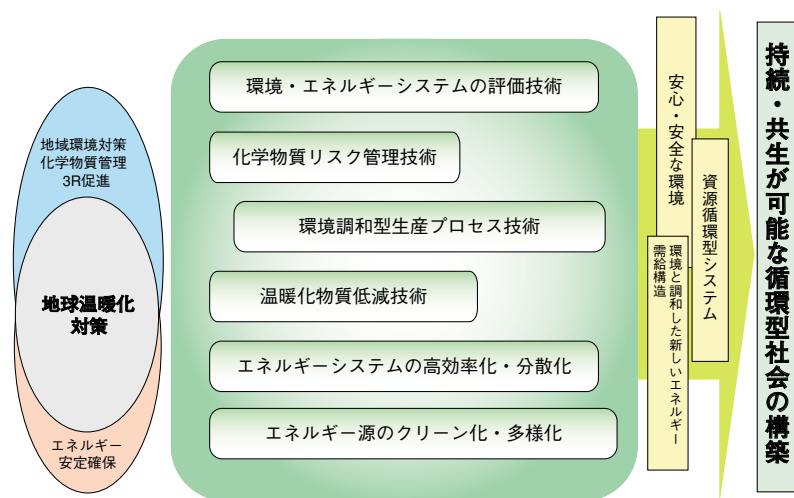 地域環境対策
化学物質管理
3R促進
地球温暖化
対策
エネルギー
安定確保
環境・エネルギーシステムの評価技術
化学物質リスク管理技術
環境調和型生産プロセス技術
温暖化物質低減技術
エネルギーシステムの高効率化・分散化
エネルギー源のクリーン化・多様化
安心・安全な環境
資源循環型システム
環境と調和した新しいエネルギー
需給構造
持続・共生が可能な循環型社会の構築